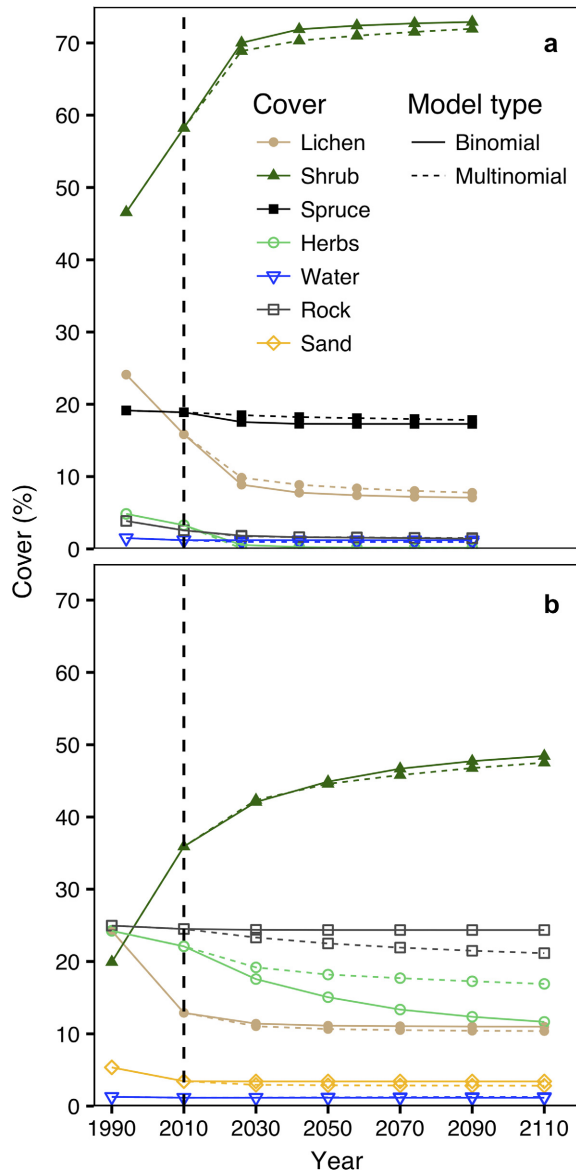 a
70
60
50
40
30
20
10
0
Cover
Lichen
Shrub
Spruce
Herbs
Water
Rock
Sand
Model type
Binomial
Multinomial
Cover (%)
b
70
60
50
40
30
20
10
0
1990 2010 2030 2050 2070 2090 2110
Year